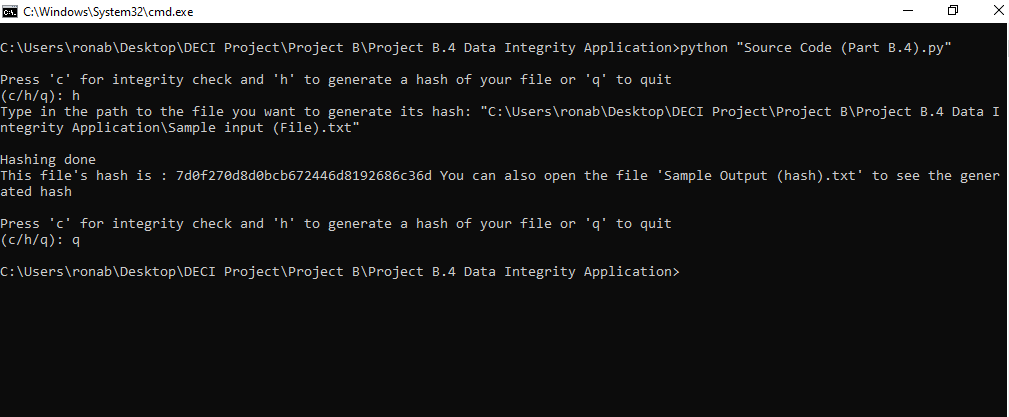 C:\Windows\System32\cmd.exe
C:\Users\ronab\Desktop\DECI Project\Project B\Project B.4 Data Integrity Application>python "Source Code (Part B.4).py"
Press 'c' for integrity check and 'h' to generate a hash of your file or 'q' to quit
(c/h/q): h
Type in the path to the file you want to generate its hash: "C:\Users\ronab\Desktop\DECI Project\Project B\Project B.4 Data I
ntegrity Application\Sample input (File).txt"
Hashing done
This file's hash is : 7d0f270d8d0bcb672446d8192686c36d You can also open the file 'Sample Output (hash).txt' to see the gener
ated hash
Press 'c' for integrity check and 'h' to generate a hash of your file or 'q' to quit
(c/h/q): q
C:\Users\ronab\Desktop\DECI Project\Project B\Project B.4 Data Integrity Application>